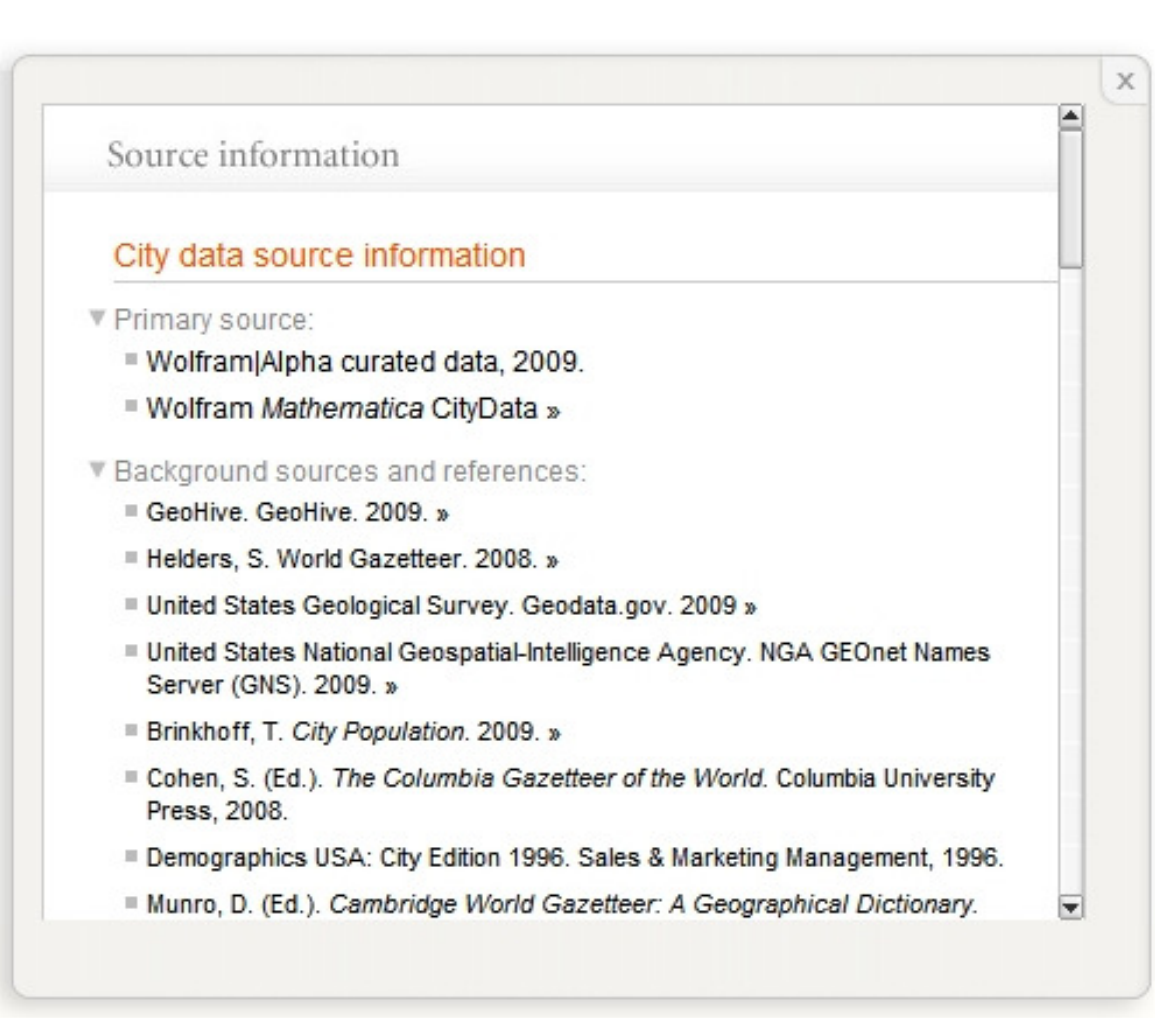 x
Source information
City data source information
Primary source:
Wolfram|Alpha curated data, 2009.
Wolfram Mathematica CityData »
Background sources and references:
GeoHive. GeoHive. 2009. »
Helders, S. World Gazetteer. 2008. »
United States Geological Survey. Geodata.gov. 2009 »
United States National Geospatial-Intelligence Agency. NGA GEOnet Names
Server (GNS). 2009. »
Brinkhoff, T. City Population. 2009. »
Cohen, S. (Ed.). The Columbia Gazetteer of the World. Columbia University
Press, 2008.
Demographics USA: City Edition 1996. Sales & Marketing Management, 1996.
Munro, D. (Ed.). Cambridge World Gazetteer: A Geographical Dictionary.